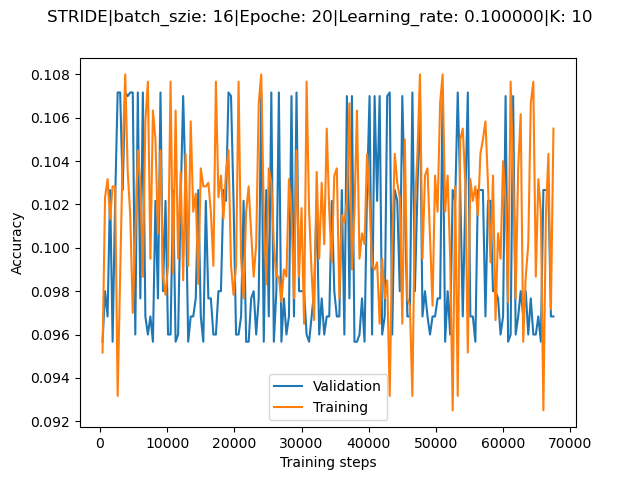 STRIDE|batch_szie: 16|Epoche: 20|Learning_rate: 0.100000|K: 10
0.108
0.106
0.104
0.102
0.100
0.098
0.096
0.094
0.092
Accuracy
Validation
Training
0 10000 20000 30000 40000 50000 60000 70000
Training steps